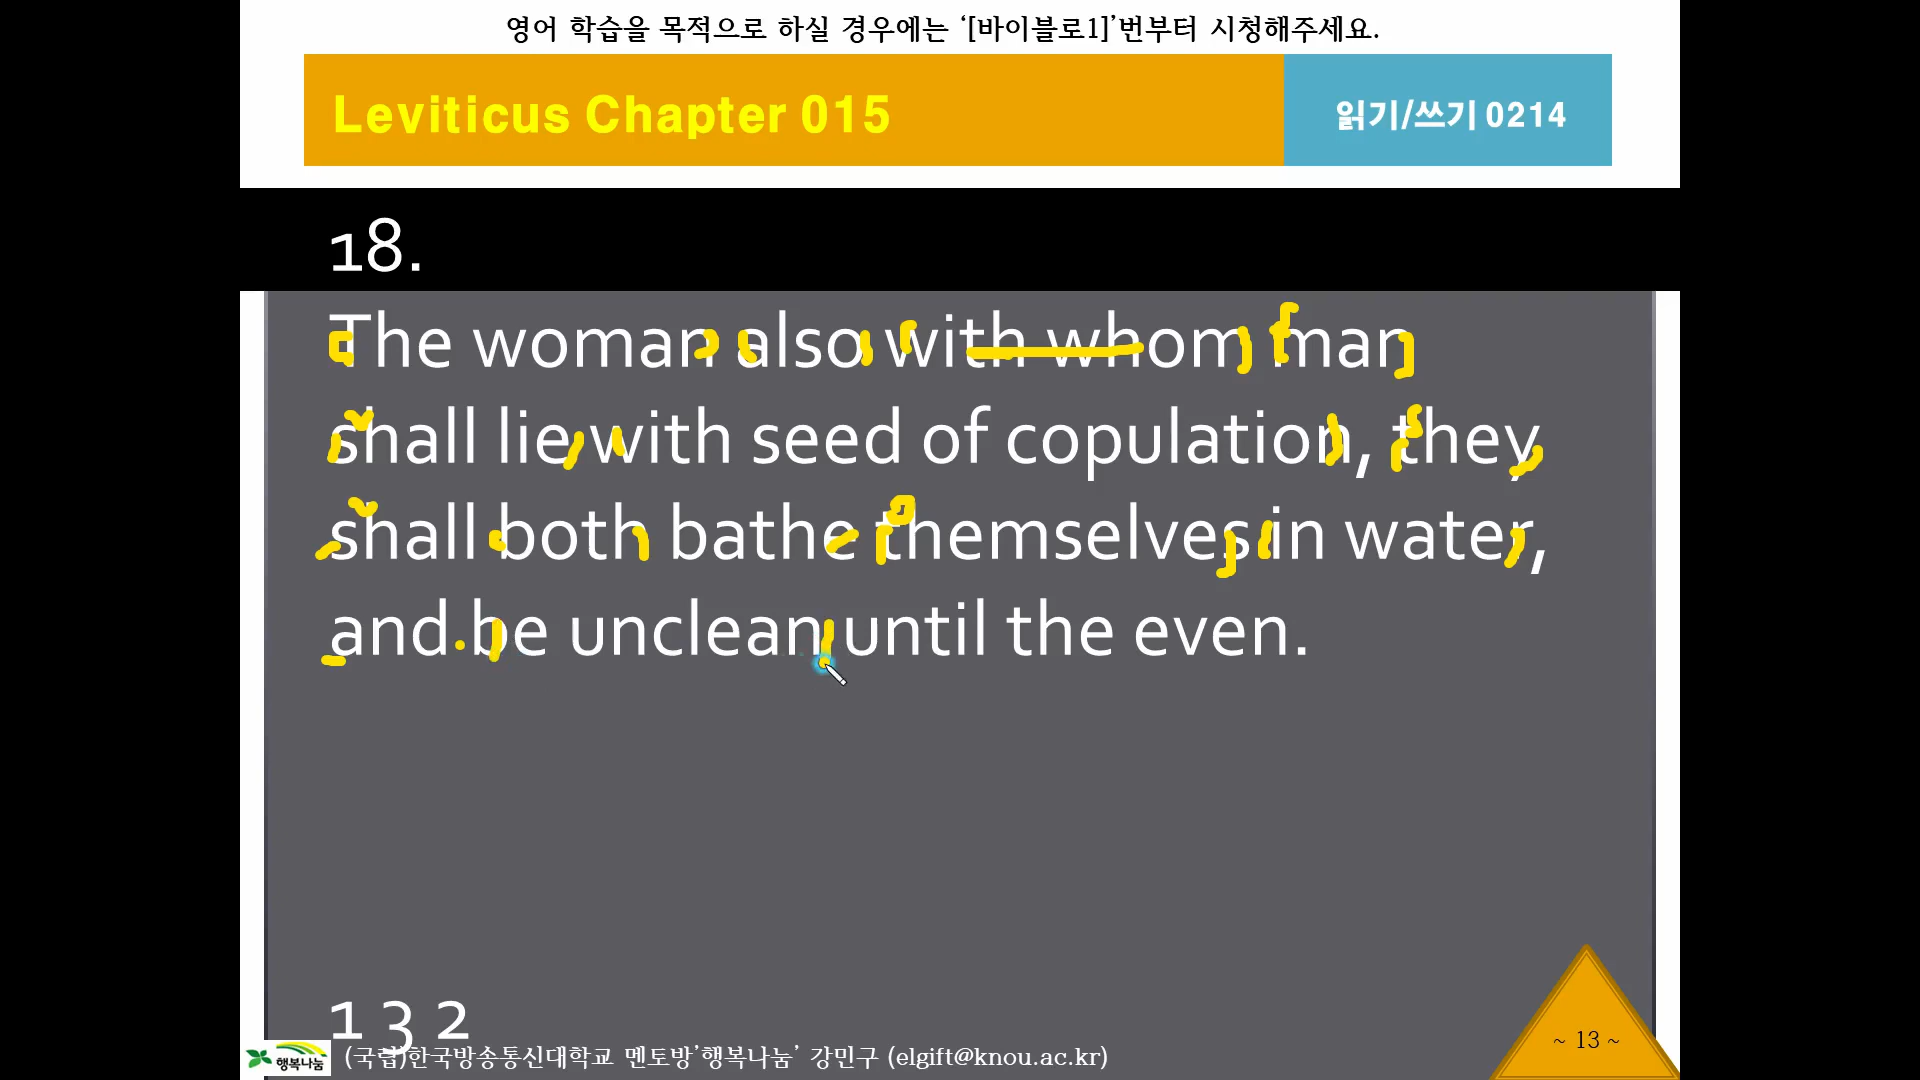 영어 학습을 목적으로 하실 경우에는 ‘[바이블로1]’번부터 시청해주세요.
Leviticus Chapter 015
읽기/쓰기 0214
18.
The woman also with whom man
shall lie with seed of copulation, they
shall both bathe themselves in water,
and be unclean until the even.
1 3 2
행복나눔
(국립)한국방송통신대학교 멘토방’행복나눔’ 강민구 (elgift@knou.ac.kr)
~ 13 ~